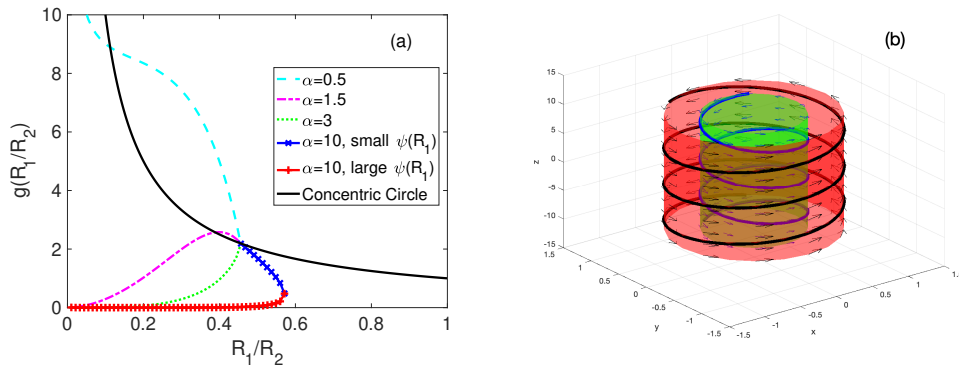 (a)
10
8
6
4
2
0
g(R₁/R₂)
α=0.5
α=1.5
α=3
α=10, small ψ(R₁)
α=10, large ψ(R₁)
Concentric Circle
0 0.2 0.4 0.6 0.8 1
R₁/R₂
(b)
15
10
5
0
-5
-10
-15
z
1.5
1
0.5
0
-0.5
-1
-1.5
y
-1.5
-1
-0.5
0
0.5
1
x